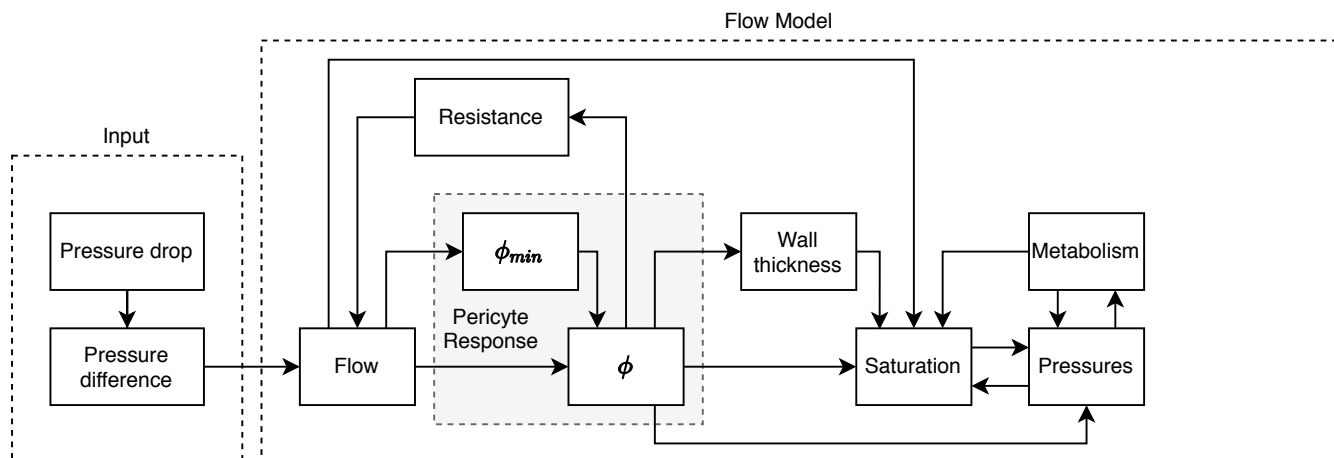 Flow Model
Input
Resistance
Pressure drop
ϕmin
Wall
thickness
Metabolism
Pericyte
Response
Pressure
difference
Flow
ϕ
Saturation
Pressures